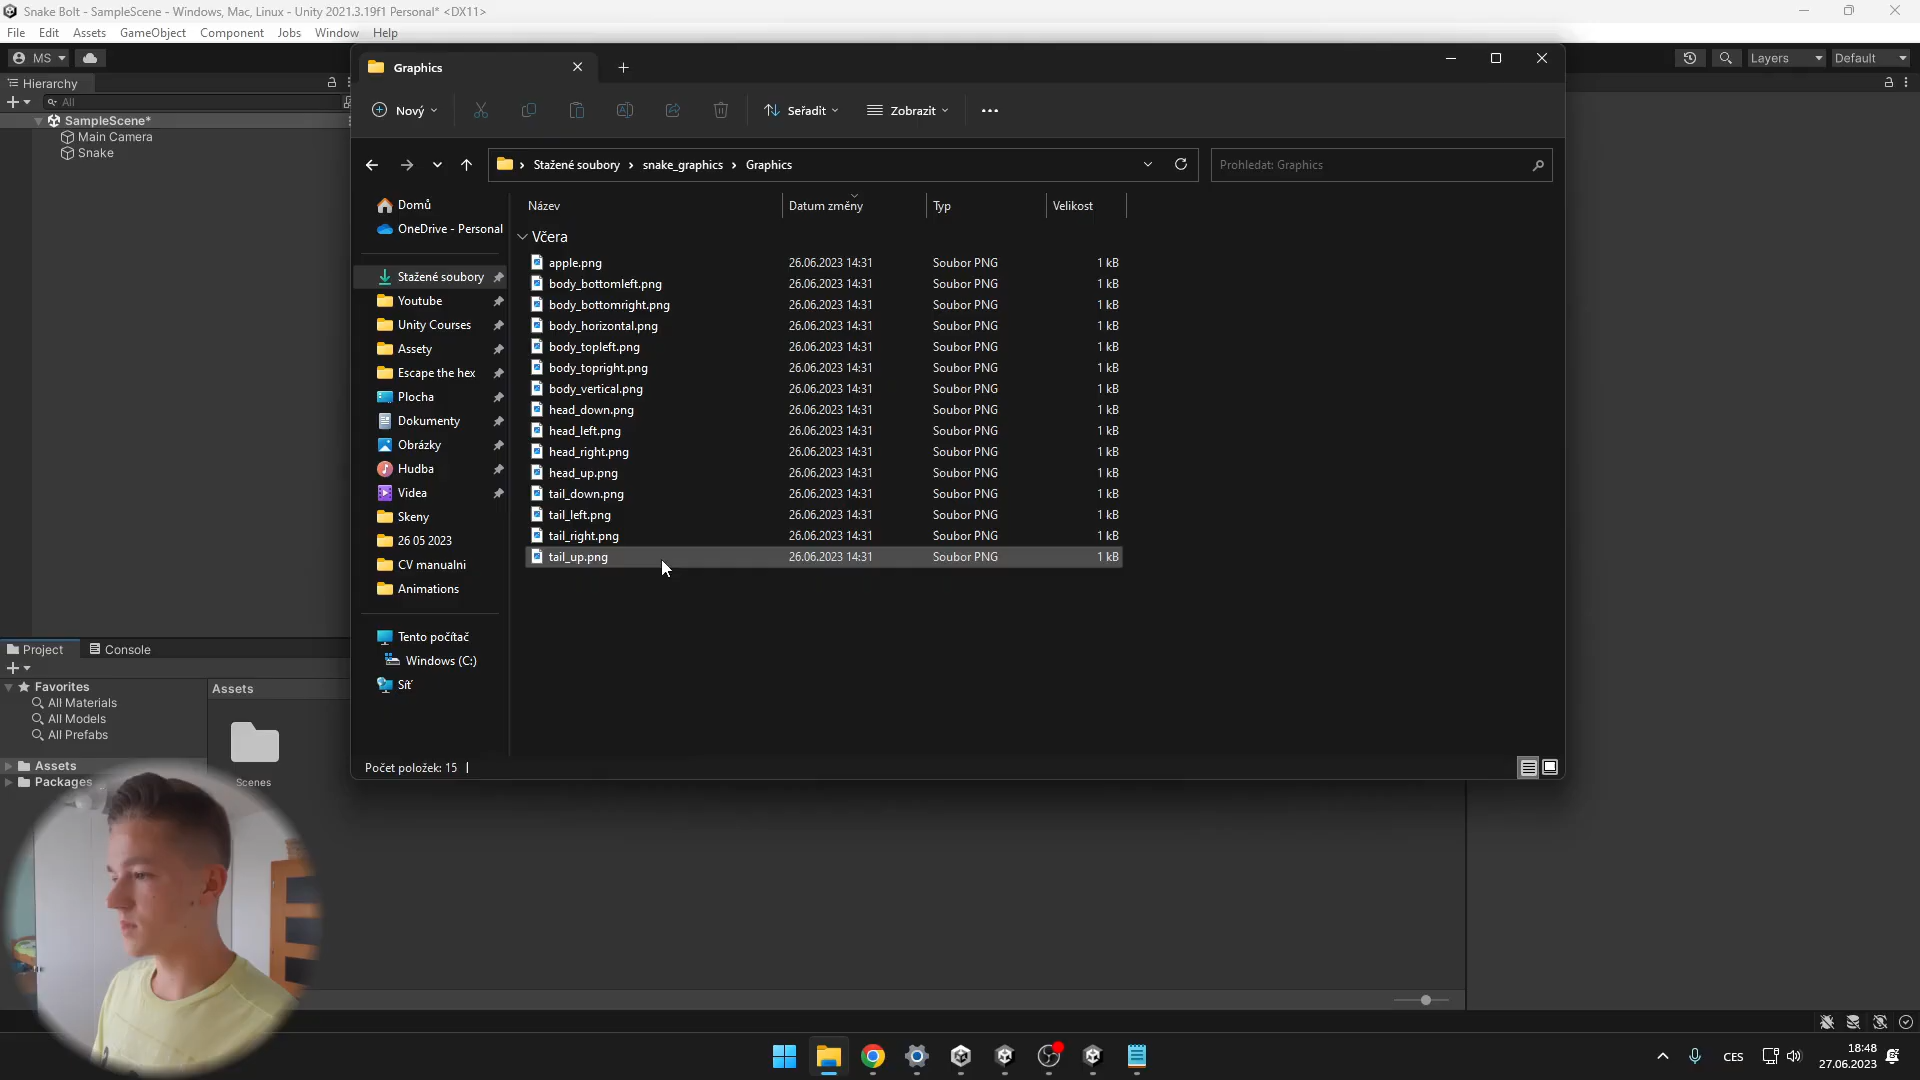 Snake Bolt - SampleScene - Windows, Mac, Linux - Unity 2021.3.19f1 Personal* <DX11>
File Edit Assets GameObject Component Jobs Window Help
MS
Layers
Default
Hierarchy
All
SampleScene*
Main Camera
Snake
Graphics
Nový
Seřadit
Zobrazit
Stažené soubory
snake_graphics
Graphics
Prohledat: Graphics
Domů
OneDrive - Personal
Stažené soubory
Youtube
Unity Courses
Assety
Escape the hex
Plocha
Dokumenty
Obrázky
Hudba
Videa
Skeny
26 05 2023
CV manualni
Animations
Tento počítač
Windows (C:)
Síť
Název Datum změny Typ Velikost
Včera
apple.png 26.06.2023 14:31 Soubor PNG 1 kB
body_bottomleft.png 26.06.2023 14:31 Soubor PNG 1 kB
body_bottomright.png 26.06.2023 14:31 Soubor PNG 1 kB
body_horizontal.png 26.06.2023 14:31 Soubor PNG 1 kB
body_topleft.png 26.06.2023 14:31 Soubor PNG 1 kB
body_topright.png 26.06.2023 14:31 Soubor PNG 1 kB
body_vertical.png 26.06.2023 14:31 Soubor PNG 1 kB
head_down.png 26.06.2023 14:31 Soubor PNG 1 kB
head_left.png 26.06.2023 14:31 Soubor PNG 1 kB
head_right.png 26.06.2023 14:31 Soubor PNG 1 kB
head_up.png 26.06.2023 14:31 Soubor PNG 1 kB
tail_down.png 26.06.2023 14:31 Soubor PNG 1 kB
tail_left.png 26.06.2023 14:31 Soubor PNG 1 kB
tail_right.png 26.06.2023 14:31 Soubor PNG 1 kB
tail_up.png 26.06.2023 14:31 Soubor PNG 1 kB
Počet položek: 15
Project
Console
Favorites
All Materials
All Models
All Prefabs
Assets
Packages
Assets
Scenes
CES
18:48
27.06.2023